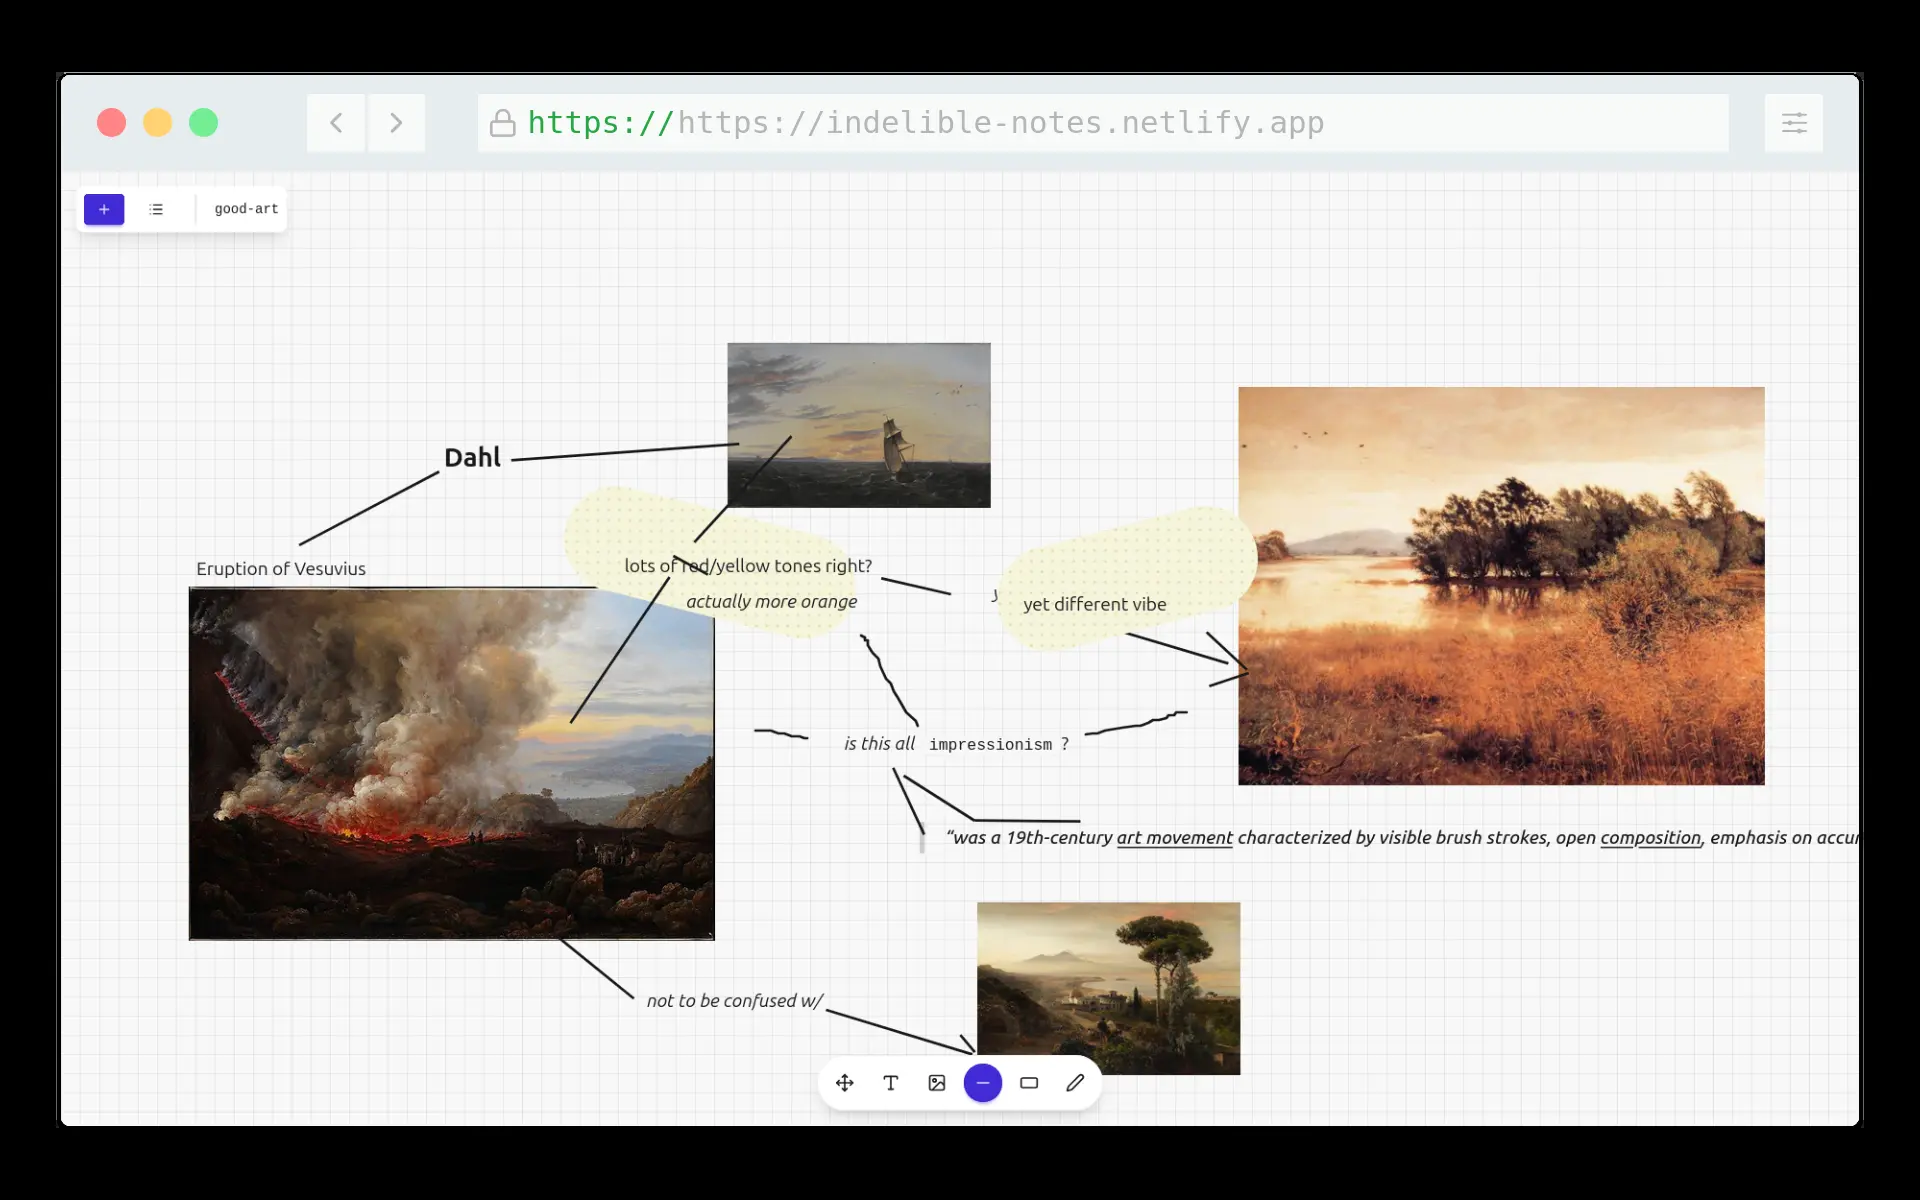 https://https://indelible-notes.netlify.app
good-art
Dahl
Eruption of Vesuvius
lots of red/yellow tones right?
actually more orange
y
yet different vibe
is this all impressionism ?
“was a 19th-century art movement characterized by visible brush strokes, open composition, emphasis on accur
not to be confused w/
T